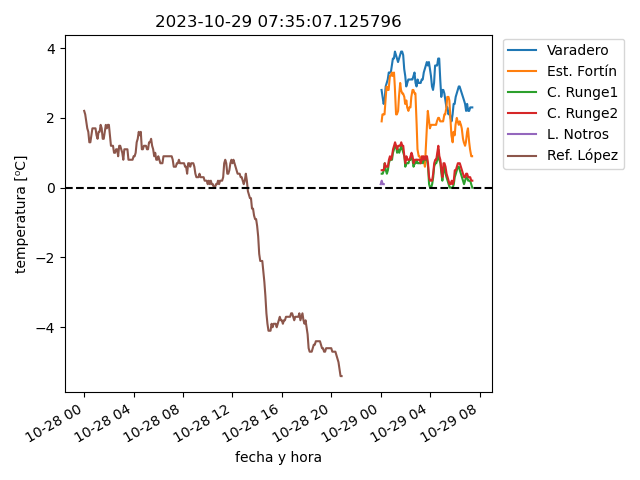 2023-10-29 07:35:07.125796
temperatura [ºC]
4
2
0
−2
−4
10-28 00
10-28 04
10-28 08
10-28 12
10-28 16
10-28 20
10-29 00
10-29 04
10-29 08
fecha y hora
Varadero
Est. Fortín
C. Runge1
C. Runge2
L. Notros
Ref. López